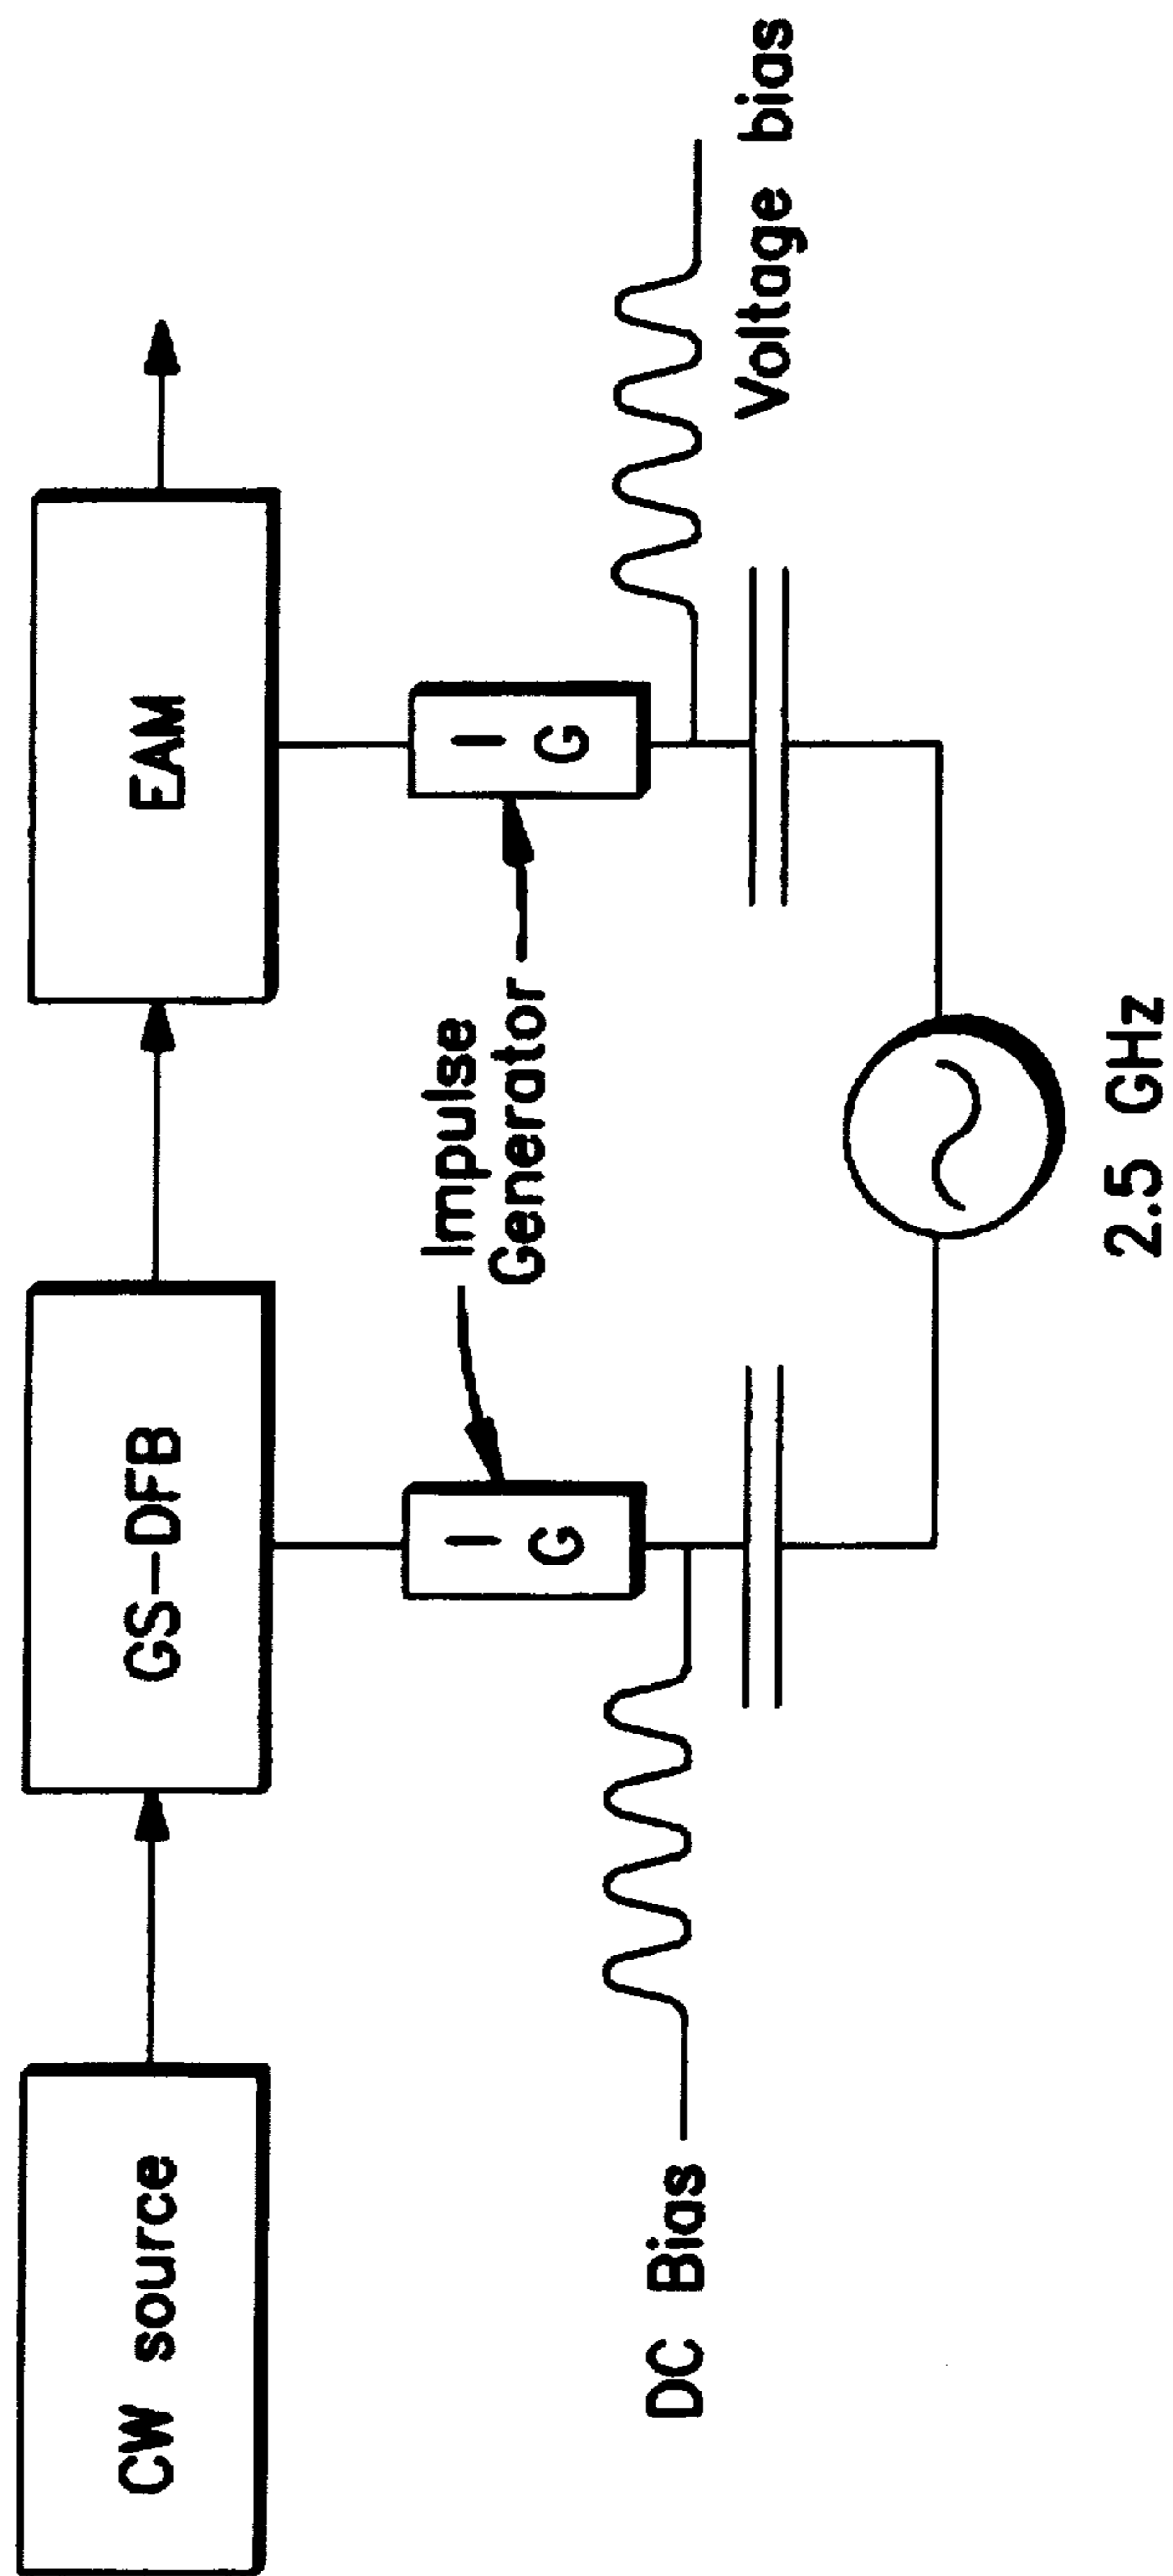 CW source
GS-DFB
EAM
Impulse
Generator
I
G
I
G
DC Bias
Voltage bias
2.5 GHz